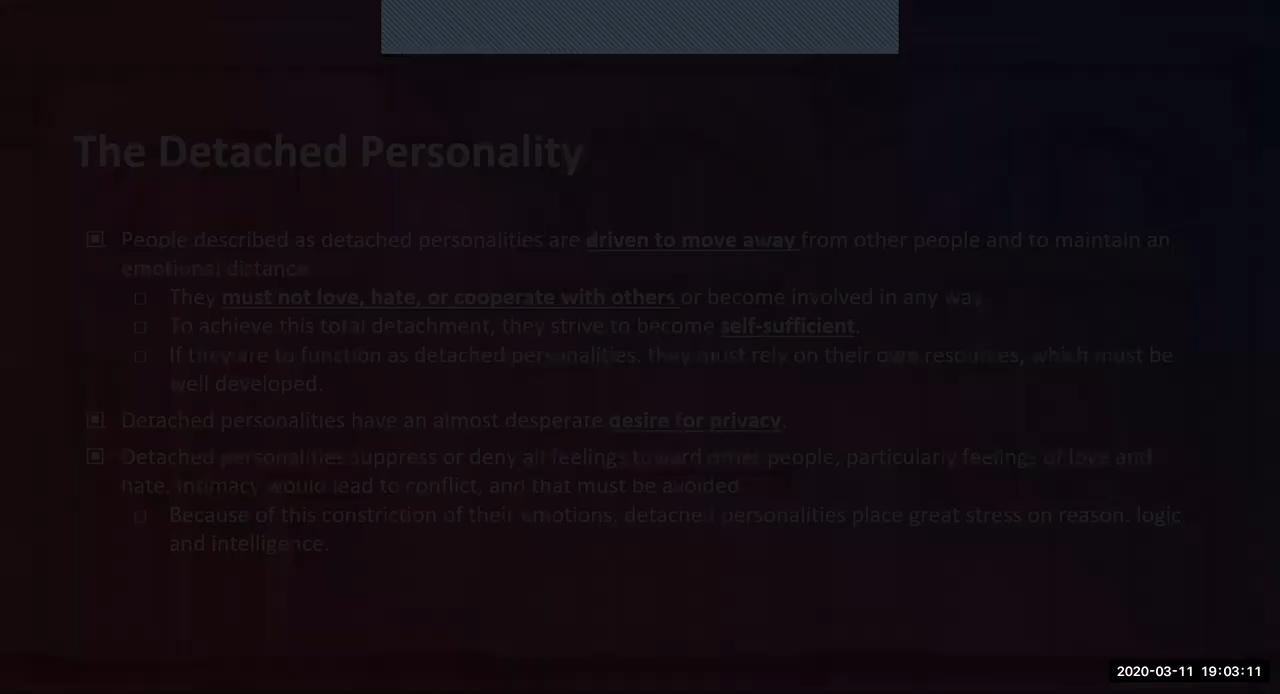 The Detached Personality
People described as detached personalities are driven to move away from other people and to maintain an
emotional distance
They must not love, hate, or cooperate with others or become involved in any way
To achieve this total detachment, they strive to become self-sufficient.
If they are to function as detached personalities, they must rely on their own resources, which must be
well developed.
Detached personalities have an almost desperate desire for privacy.
Detached personalities suppress or deny all feelings toward other people, particularly feelings of love and
hate. Intimacy would lead to conflict, and that must be avoided
Because of this constriction of their emotions, detached personalities place great stress on reason, logic
and intelligence.
2020-03-11 19:03:11